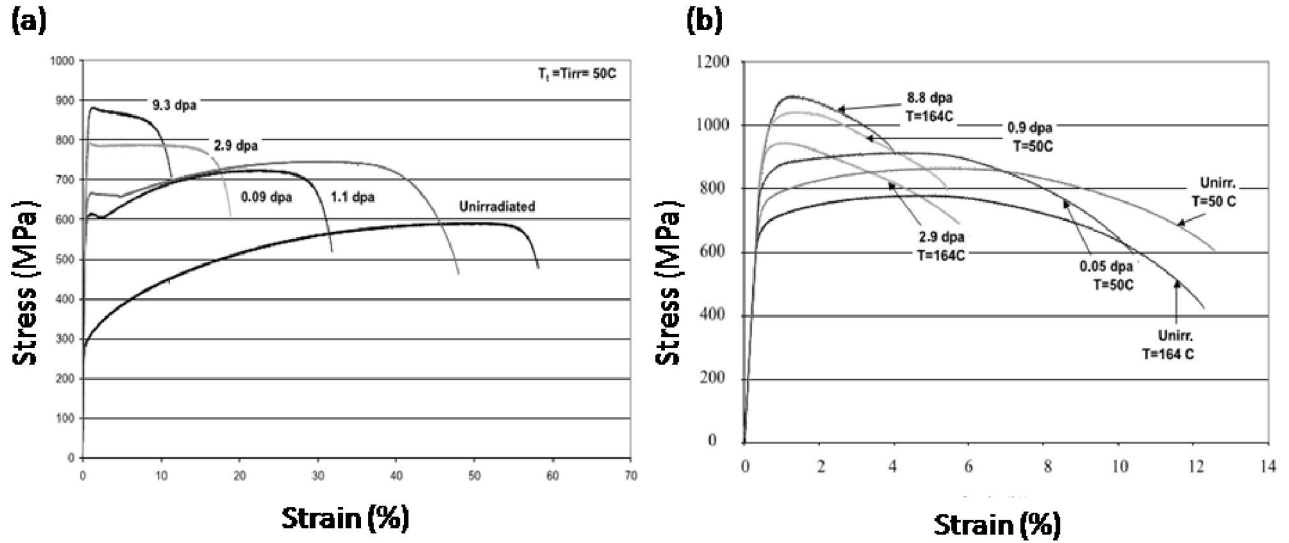 (a)
(b)
1000
900
800
700
600
500
400
300
200
100
0
Stress (MPa)
Tt =Tirr= 50C
9.3 dpa
2.9 dpa
0.09 dpa
1.1 dpa
Unirradiated
0 10 20 30 40 50 60 70
Strain (%)
1200
1000
800
600
400
200
0
Stress (MPa)
8.8 dpa
T=164C
0.9 dpa
T=50C
Unirr.
T=50 C
2.9 dpa
T=164C
0.05 dpa
T=50C
Unirr.
T=164 C
0 2 4 6 8 10 12 14
Strain (%)